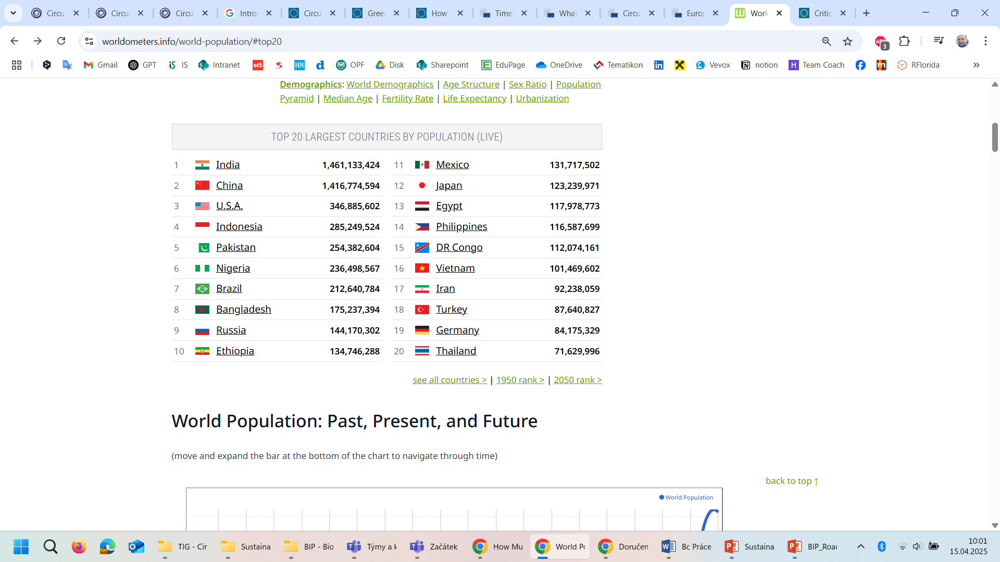 Circu
Circu
Circu
Intro
Circu
Gree
How
Time
What
Circu
Euro
Worl
Critic
worldometers.info/world-population/#top20
3
Gmail
GPT
IS
Intranet
OPF
Disk
Sharepoint
EduPage
OneDrive
Tematikon
Vevox
notion
Team Coach
RFlorida
Demographics: World Demographics | Age Structure | Sex Ratio | Population
Pyramid | Median Age | Fertility Rate | Life Expectancy | Urbanization
TOP 20 LARGEST COUNTRIES BY POPULATION (LIVE)
1 India 1,461,133,424
2 China 1,416,774,594
3 U.S.A. 346,885,602
4 Indonesia 285,249,524
5 Pakistan 254,382,604
6 Nigeria 236,498,567
7 Brazil 212,640,784
8 Bangladesh 175,237,394
9 Russia 144,170,302
10 Ethiopia 134,746,288
11 Mexico 131,717,502
12 Japan 123,239,971
13 Egypt 117,978,773
14 Philippines 116,587,699
15 DR Congo 112,074,161
16 Vietnam 101,469,602
17 Iran 92,238,059
18 Turkey 87,640,827
19 Germany 84,175,329
20 Thailand 71,629,996
see all countries > | 1950 rank > | 2050 rank >
World Population: Past, Present, and Future
(move and expand the bar at the bottom of the chart to navigate through time)
back to top ↑
World Population
TIG - Cir
Sustaina
BIP - Bio
Týmy a k
Začátek
How Mu
World Po
Doručen
Bc Práce
Sustaina
BIP_Road
10:01
15.04.2025